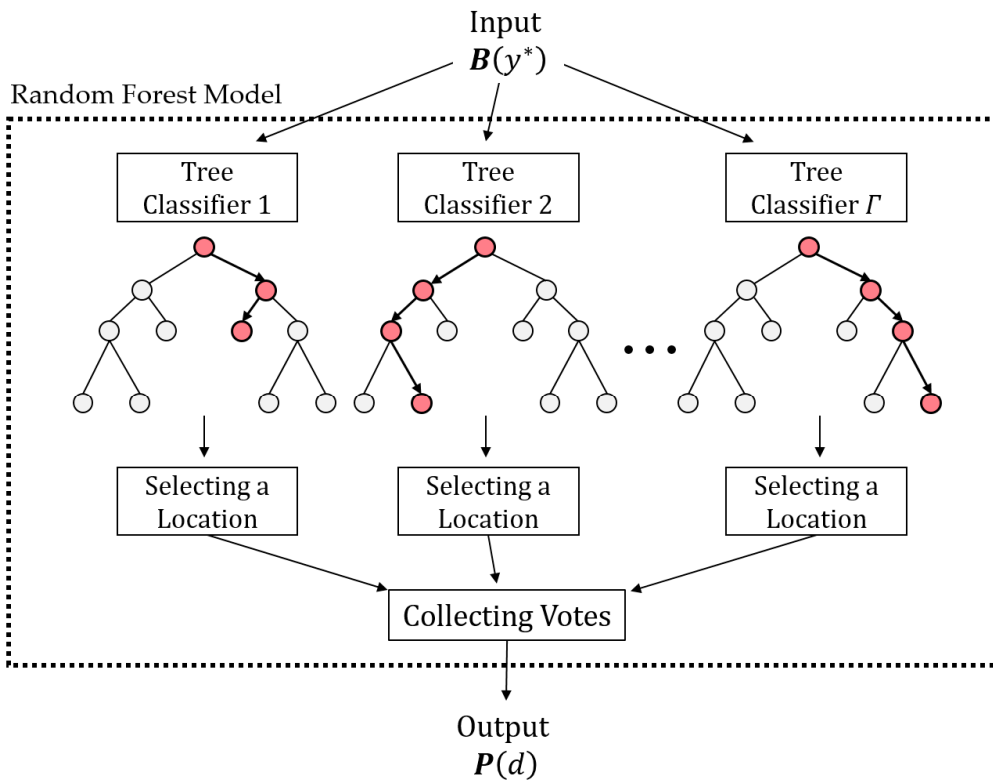 Input
B(y*)
Random Forest Model
Tree
Classifier 1
Tree
Classifier 2
Tree
Classifier Γ
Selecting a
Location
Selecting a
Location
Selecting a
Location
Collecting Votes
Output
P(d)